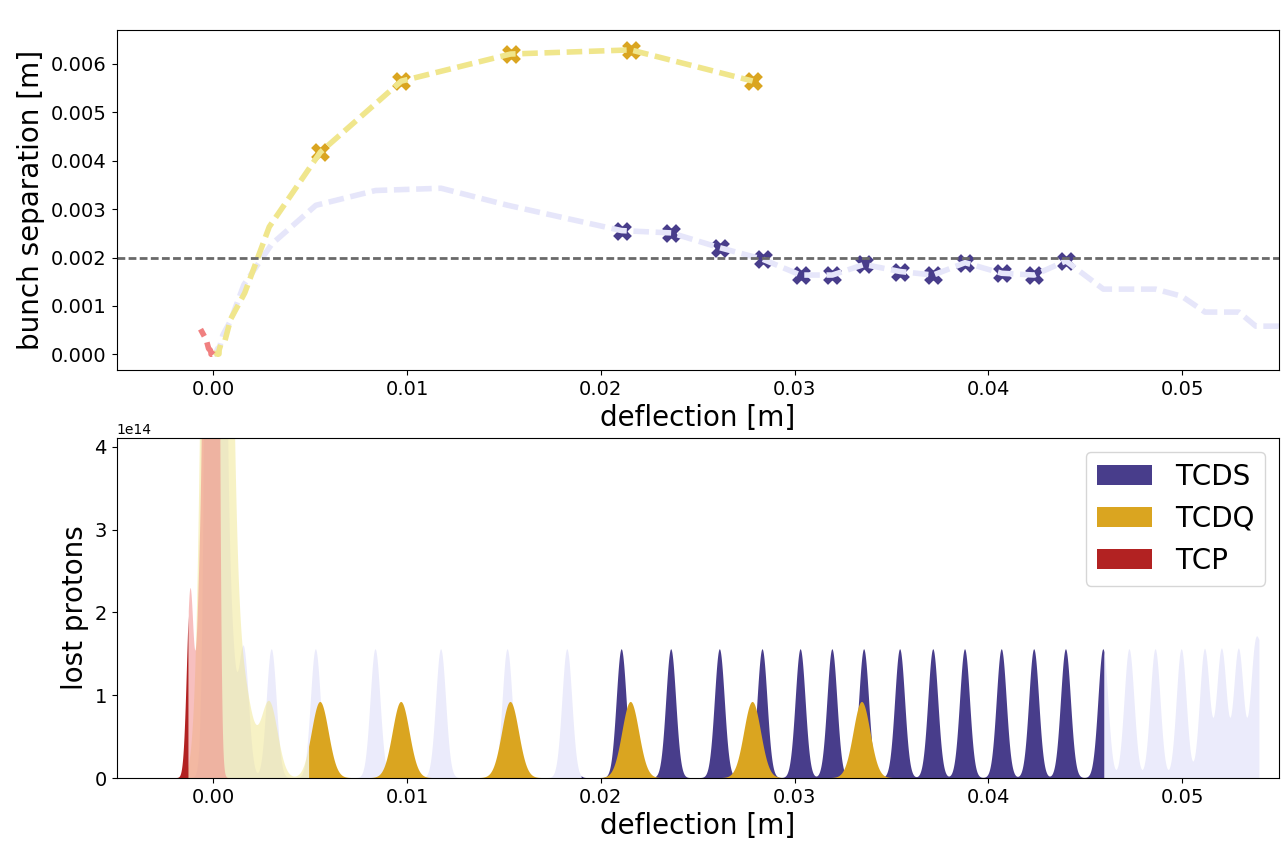 bunch separation [m]
0.006
0.005
0.004
0.003
0.002
0.001
0.000
0.00 0.01 0.02 0.03 0.04 0.05
deflection [m]
1e14
lost protons
4
3
2
1
0
TCDS
TCDQ
TCP
0.00 0.01 0.02 0.03 0.04 0.05
deflection [m]